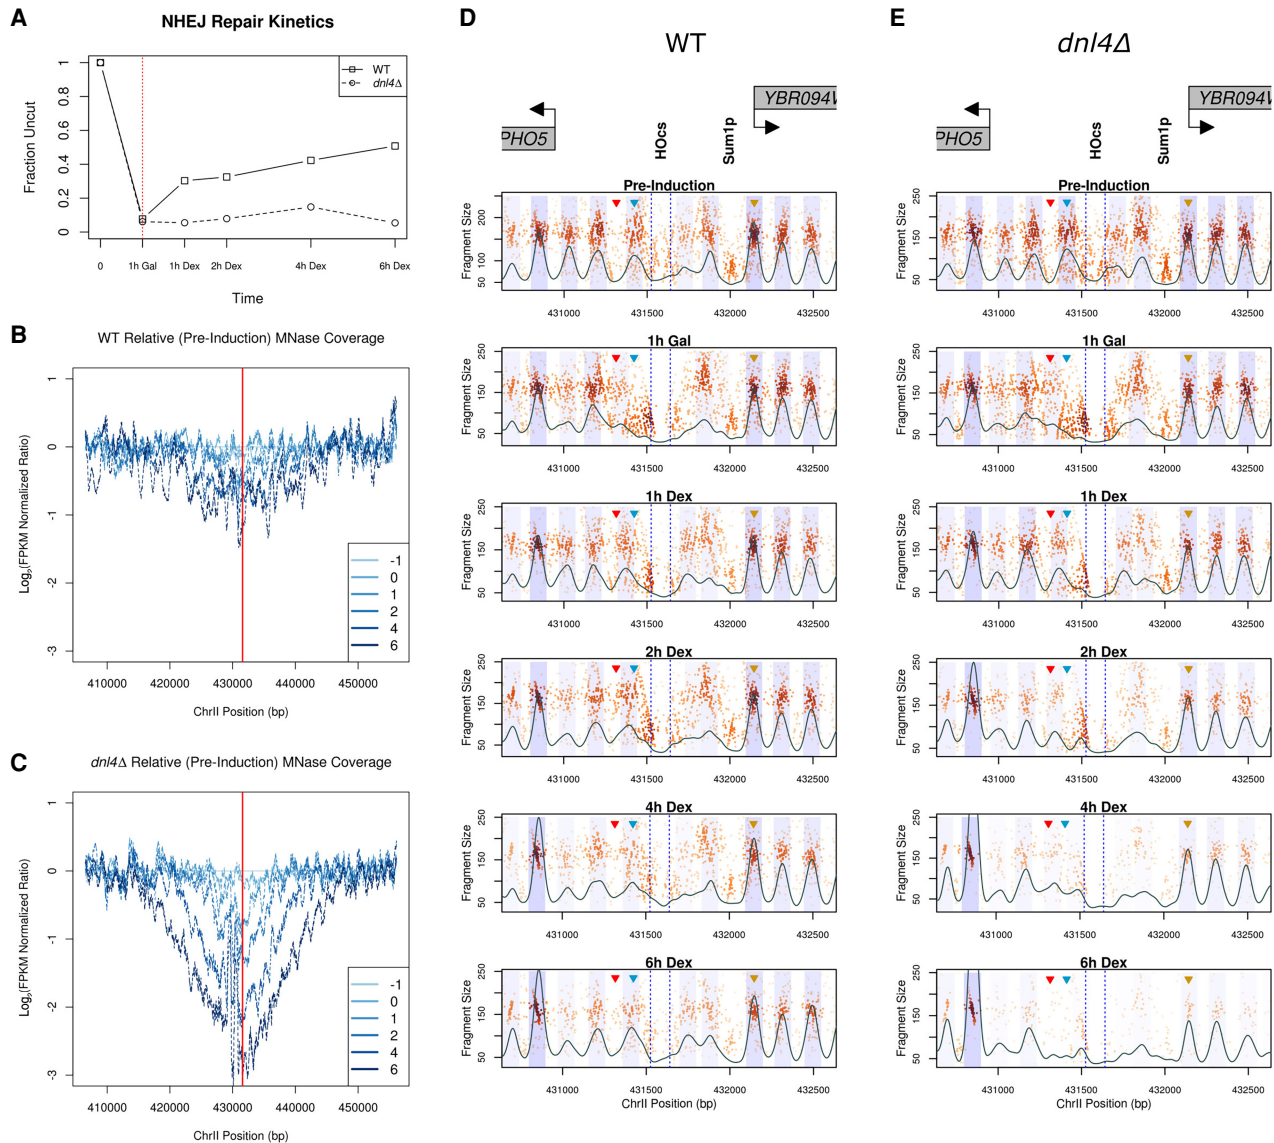 A
NHEJ Repair Kinetics
Fraction Uncut
1
0.8
0.6
0.4
0.2
0
WT
dnl4Δ
0
1h Gal
1h Dex
2h Dex
4h Dex
6h Dex
Time
B
WT Relative (Pre-Induction) MNase Coverage
Log₂(FPKM Normalized Ratio)
1
0
-1
-2
-3
-1
0
1
2
4
6
410000
420000
430000
440000
450000
ChrII Position (bp)
C
dnl4Δ Relative (Pre-Induction) MNase Coverage
Log₂(FPKM Normalized Ratio)
1
0
-1
-2
-3
-1
0
1
2
4
6
410000
420000
430000
440000
450000
ChrII Position (bp)
D
WT
PHO5
HOcs
Sum1p
YBR094W
Pre-Induction
Fragment Size
200
100
50
431000
431500
432000
432500
1h Gal
Fragment Size
250
150
50
431000
431500
432000
432500
1h Dex
Fragment Size
250
150
50
431000
431500
432000
432500
2h Dex
Fragment Size
250
150
50
431000
431500
432000
432500
4h Dex
Fragment Size
250
150
50
431000
431500
432000
432500
6h Dex
Fragment Size
250
150
50
431000
431500
432000
432500
ChrII Position (bp)
E
dnl4Δ
PHO5
HOcs
Sum1p
YBR094W
Pre-Induction
Fragment Size
250
150
50
431000
431500
432000
432500
1h Gal
Fragment Size
250
150
50
431000
431500
432000
432500
1h Dex
Fragment Size
250
150
50
431000
431500
432000
432500
2h Dex
Fragment Size
250
150
50
431000
431500
432000
432500
4h Dex
Fragment Size
250
150
50
431000
431500
432000
432500
6h Dex
Fragment Size
250
150
50
431000
431500
432000
432500
ChrII Position (bp)